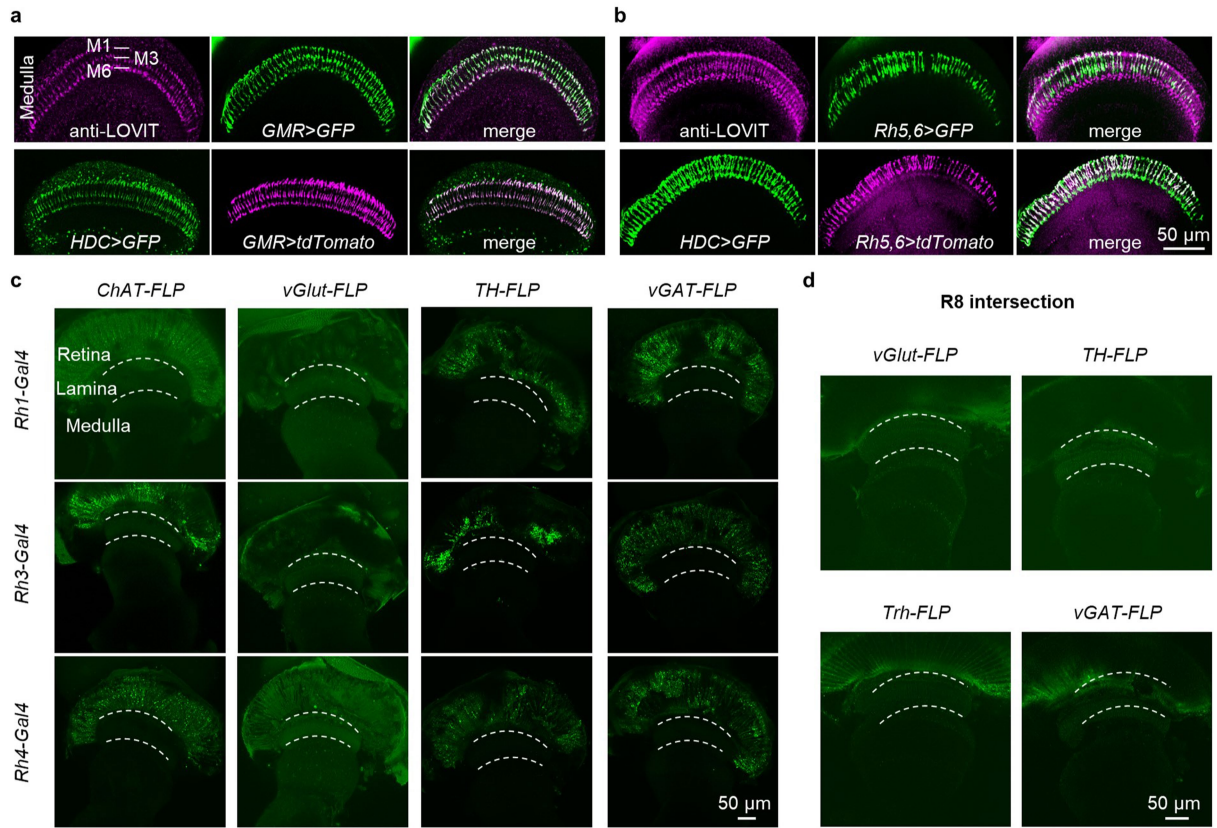 a
b
Medulla
M1
M3
M6
anti-LOVIT
GMR>GFP
merge
anti-LOVIT
Rh5,6>GFP
merge
HDC>GFP
GMR>tdTomato
merge
HDC>GFP
Rh5,6>tdTomato
merge
50 µm
c
ChAT-FLP
vGlut-FLP
TH-FLP
vGAT-FLP
Rh1-Gal4
Retina
Lamina
Medulla
Rh3-Gal4
Rh4-Gal4
50 µm
d
R8 intersection
vGlut-FLP
TH-FLP
Trh-FLP
vGAT-FLP
50 µm